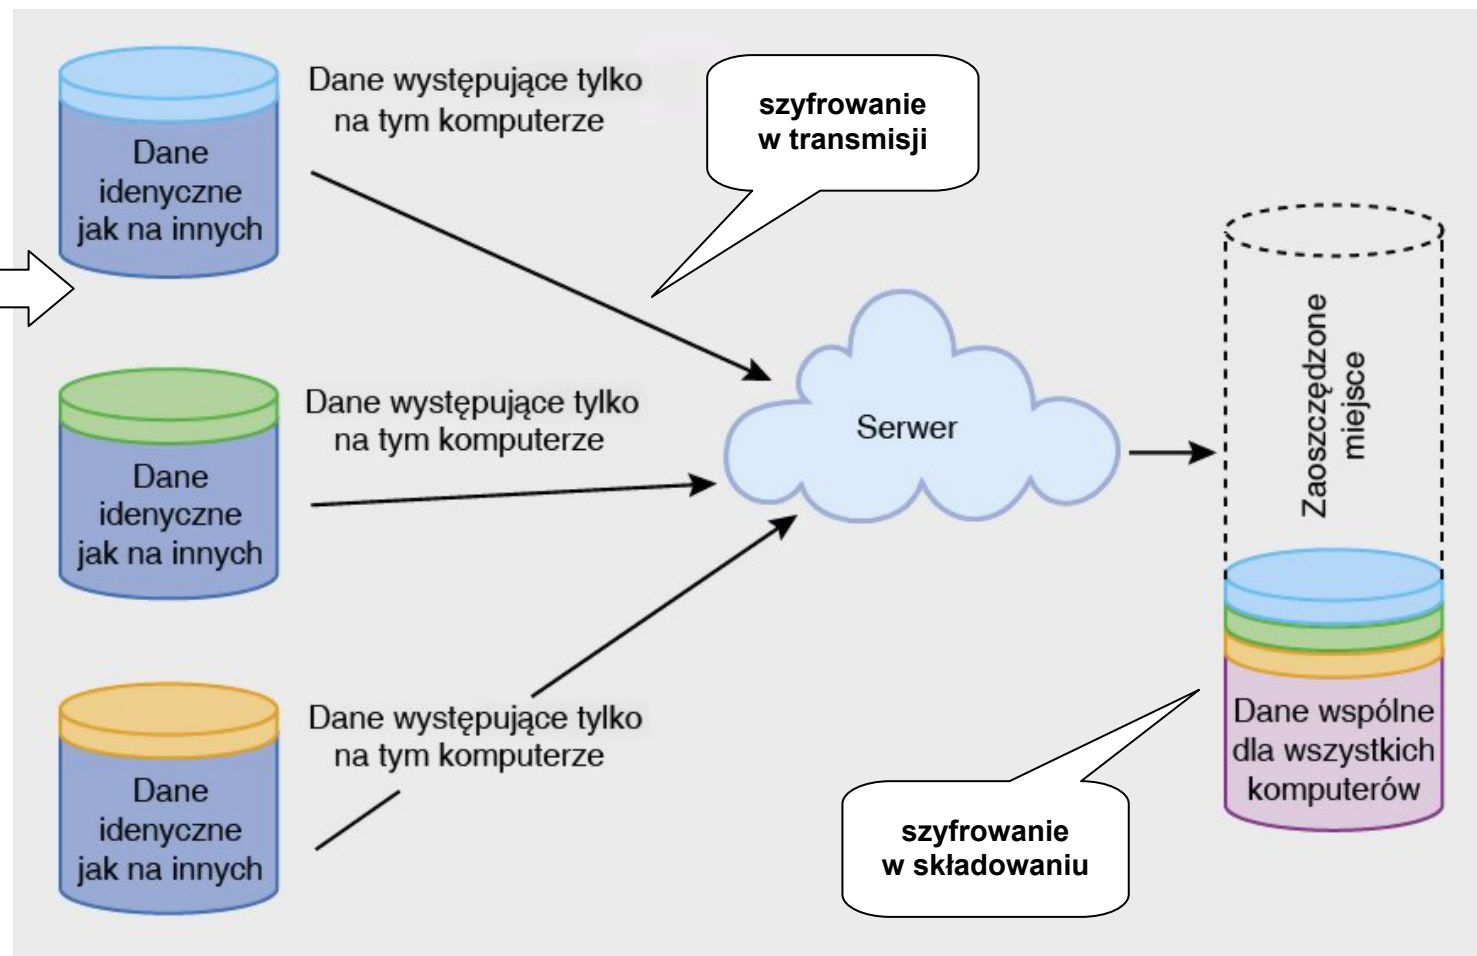 Dane występujące tylko
na tym komputerze
szyfrowanie
w transmisji
Dane
idenyczne
jak na innych
Dane występujące tylko
na tym komputerze
Dane
idenyczne
jak na innych
Serwer
Zaoszczędzone
miejsce
Dane występujące tylko
na tym komputerze
Dane
idenyczne
jak na innych
Dane wspólne
dla wszystkich
komputerów
szyfrowanie
w składowaniu